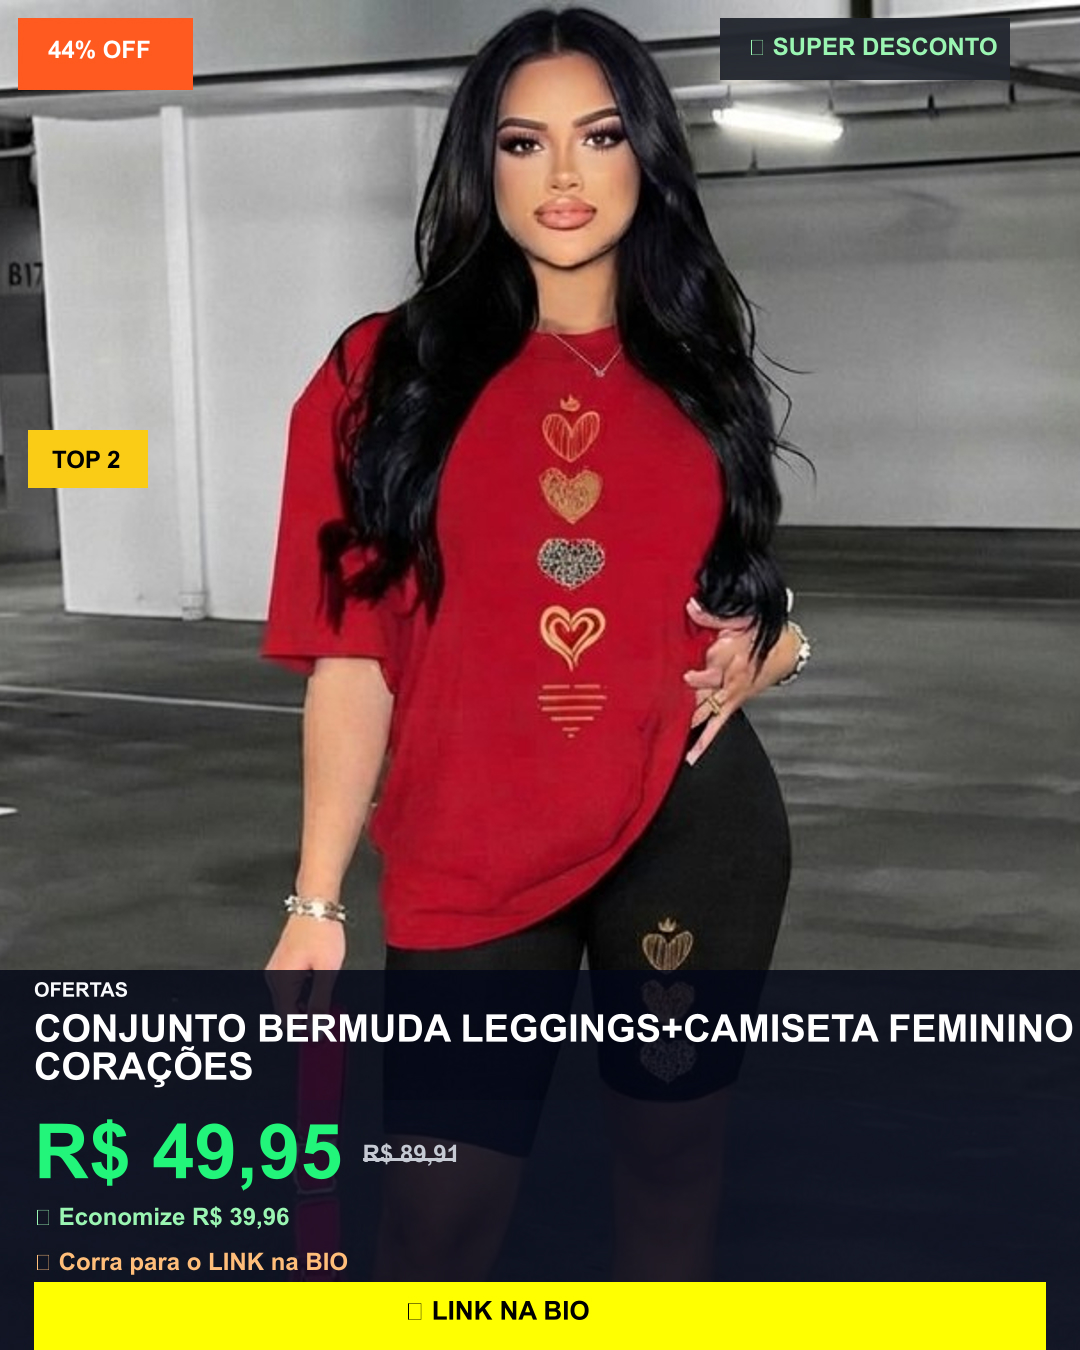 44% OFF
SUPER DESCONTO
B17
TOP 2
OFERTAS
CONJUNTO BERMUDA LEGGINGS+CAMISETA FEMININO
CORAÇÕES
R$ 49,95 R$ 89,91
Economize R$ 39,96
Corra para o LINK na BIO
LINK NA BIO